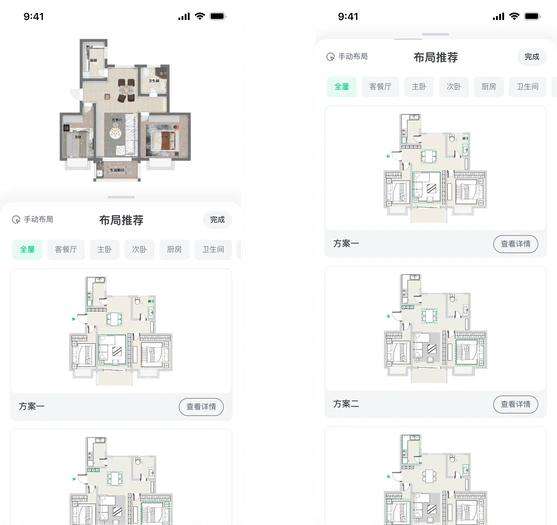 9:41
手动布局
布局推荐
完成
全屋
客餐厅
主卧
次卧
厨房
卫生间
方案一
查看详情
9:41
手动布局
布局推荐
完成
全屋
客餐厅
主卧
次卧
厨房
卫生间
方案一
查看详情
方案二
查看详情